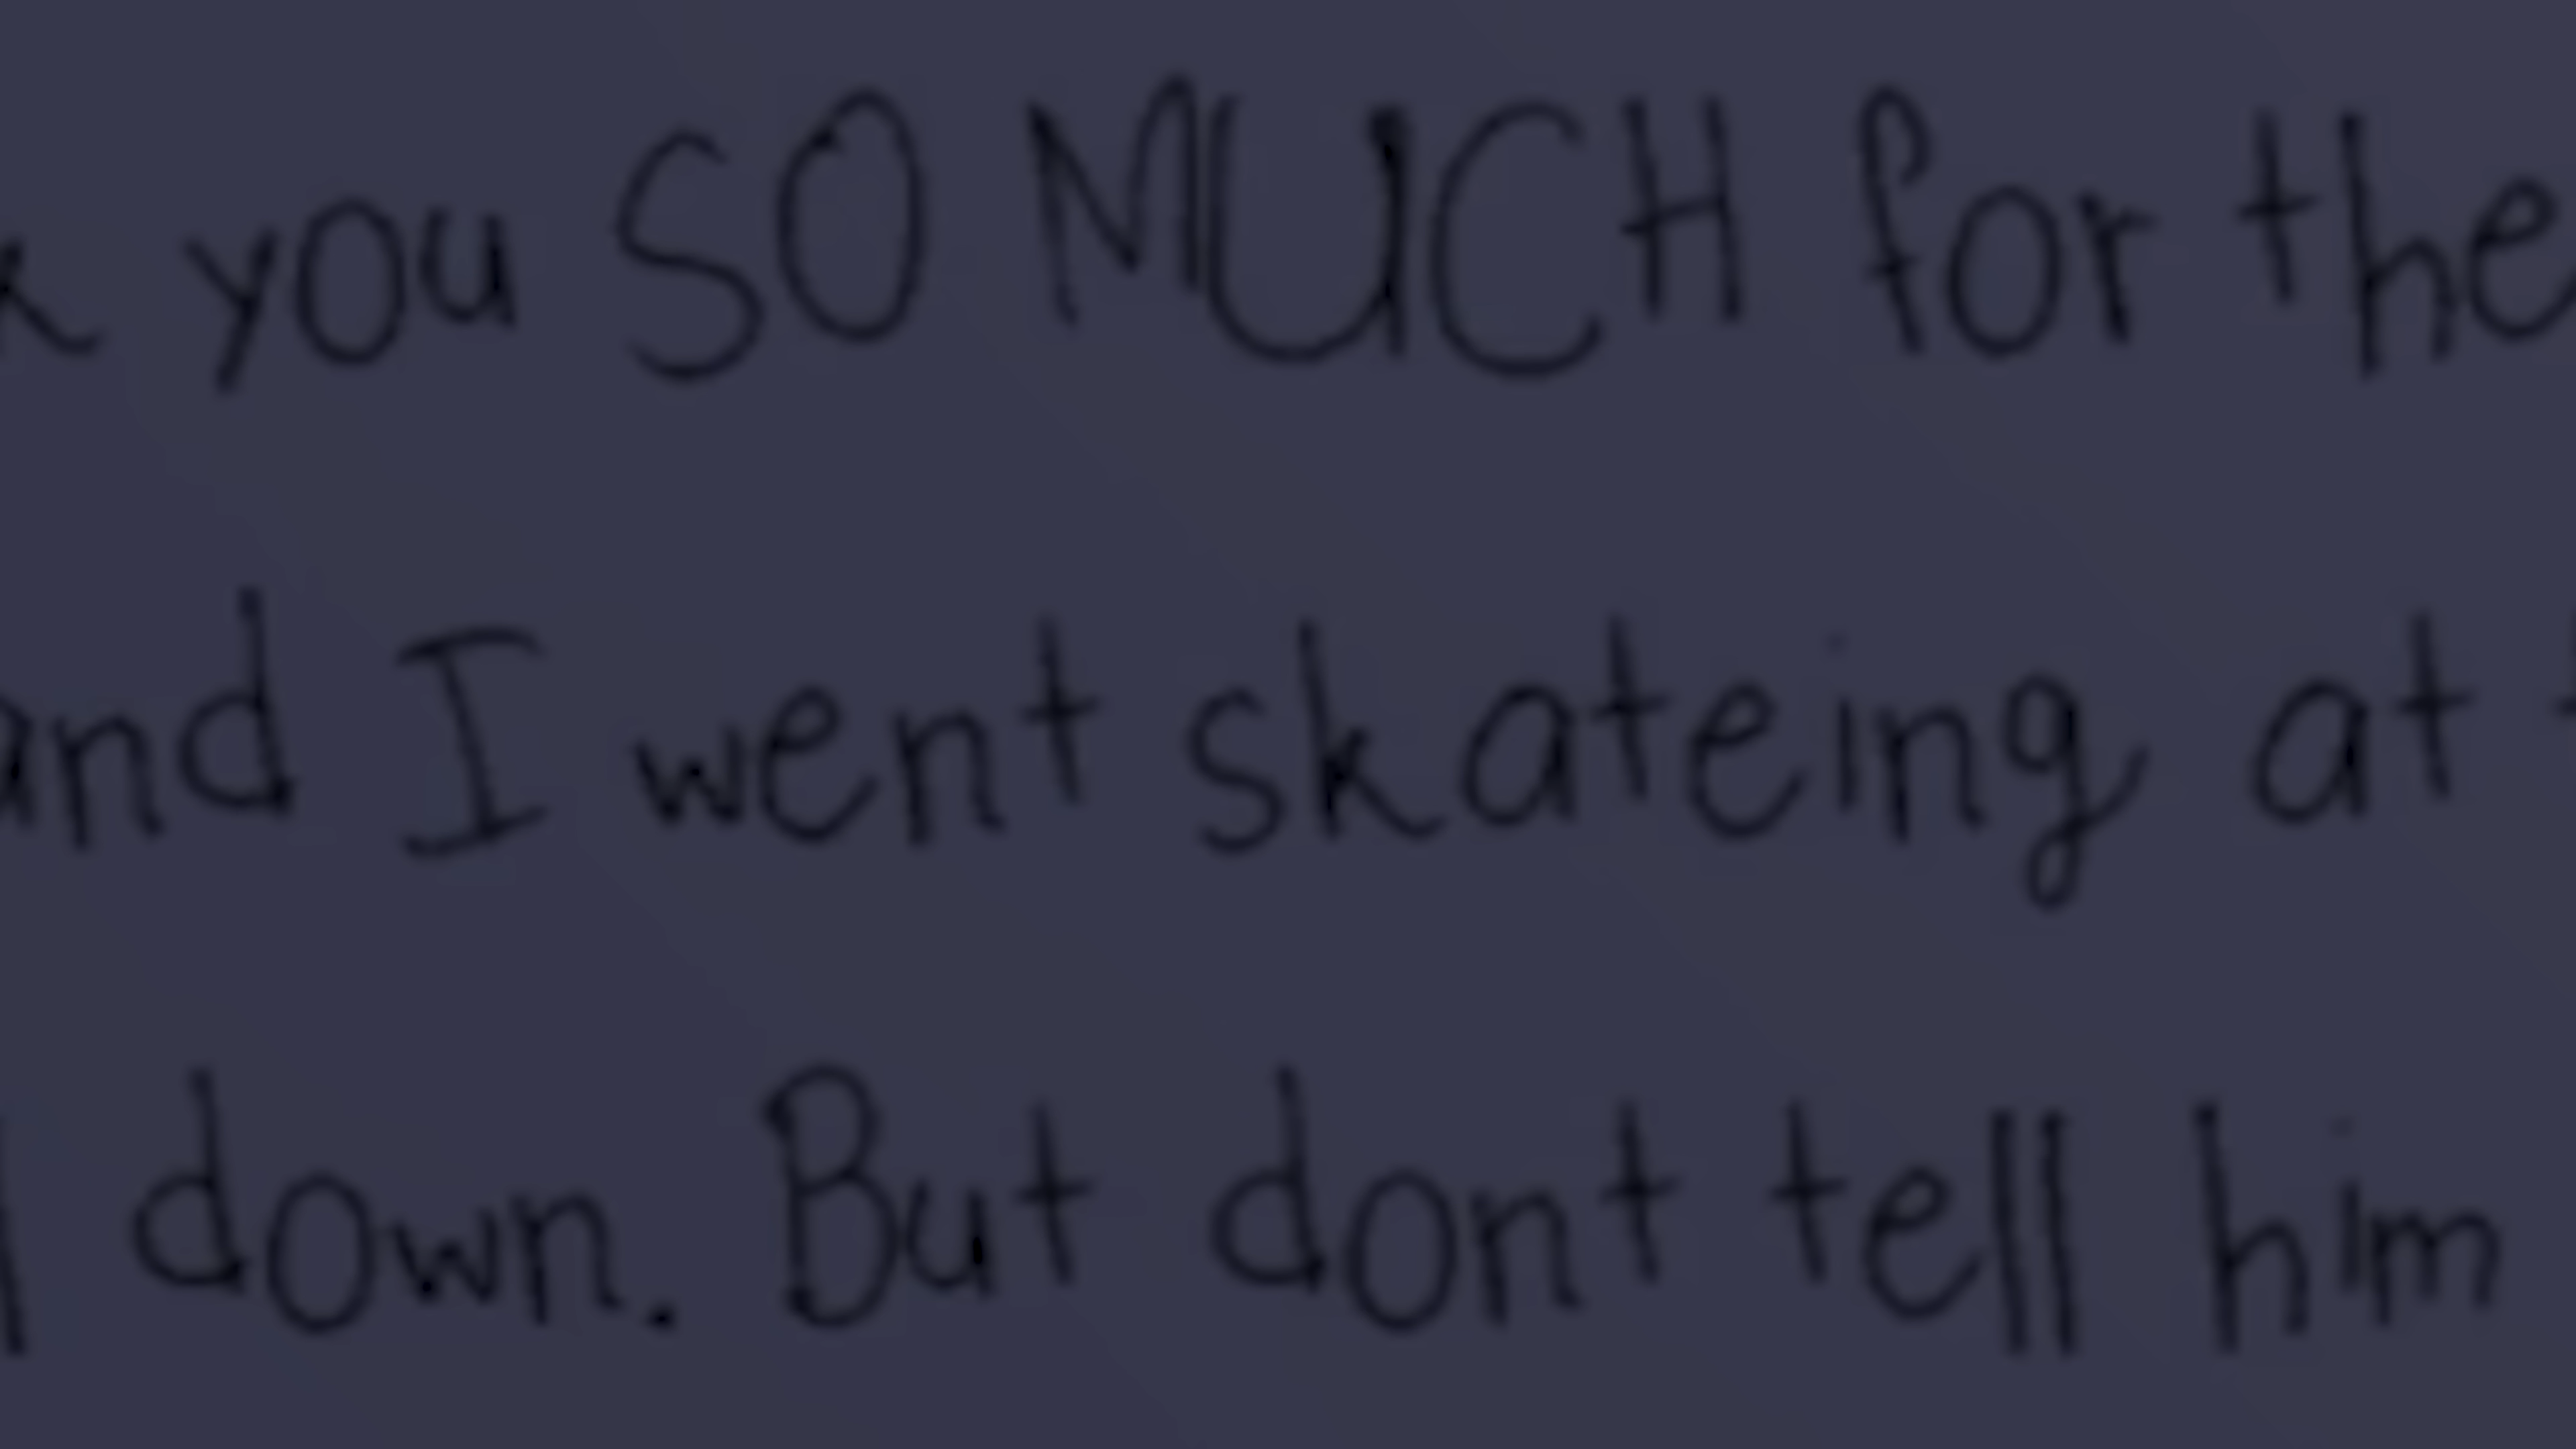 you SO MUCH for the
and I went skateing at
down. But dont tell him